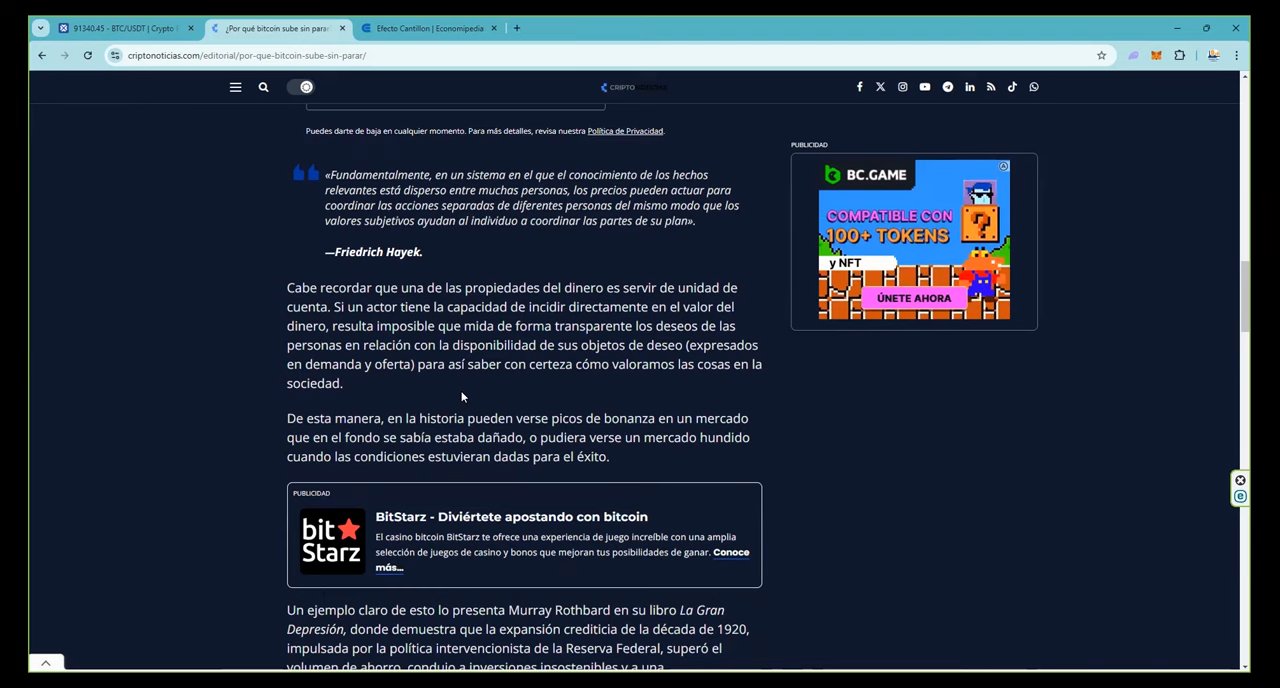 91340.45 - BTC/USDT | Crypto
¿Por qué bitcoin sube sin parar
Efecto Cantillon | Economipedia
criptonoticias.com/editorial/por-que-bitcoin-sube-sin-parar/
CRIPTO
Puedes darte de baja en cualquier momento. Para más detalles, revisa nuestra Política de Privacidad.
«Fundamentalmente, en un sistema en el que el conocimiento de los hechos
relevantes está disperso entre muchas personas, los precios pueden actuar para
coordinar las acciones separadas de diferentes personas del mismo modo que los
valores subjetivos ayudan al individuo a coordinar las partes de su plan».
—Friedrich Hayek.
Cabe recordar que una de las propiedades del dinero es servir de unidad de
cuenta. Si un actor tiene la capacidad de incidir directamente en el valor del
dinero, resulta imposible que mida de forma transparente los deseos de las
personas en relación con la disponibilidad de sus objetos de deseo (expresados
en demanda y oferta) para así saber con certeza cómo valoramos las cosas en la
sociedad.
De esta manera, en la historia pueden verse picos de bonanza en un mercado
que en el fondo se sabía estaba dañado, o pudiera verse un mercado hundido
cuando las condiciones estuvieran dadas para el éxito.
PUBLICIDAD
bit
Starz
BitStarz - Diviértete apostando con bitcoin
El casino bitcoin BitStarz te ofrece una experiencia de juego increíble con una amplia
selección de juegos de casino y bonos que mejoran tus posibilidades de ganar. Conoce
más...
Un ejemplo claro de esto lo presenta Murray Rothbard en su libro La Gran
Depresión, donde demuestra que la expansión crediticia de la década de 1920,
impulsada por la política intervencionista de la Reserva Federal, superó el
volumen de ahorro, condujo a inversiones insostenibles y a una
PUBLICIDAD
BC.GAME
COMPATIBLE CON
100+ TOKENS
y NFT
ÚNETE AHORA